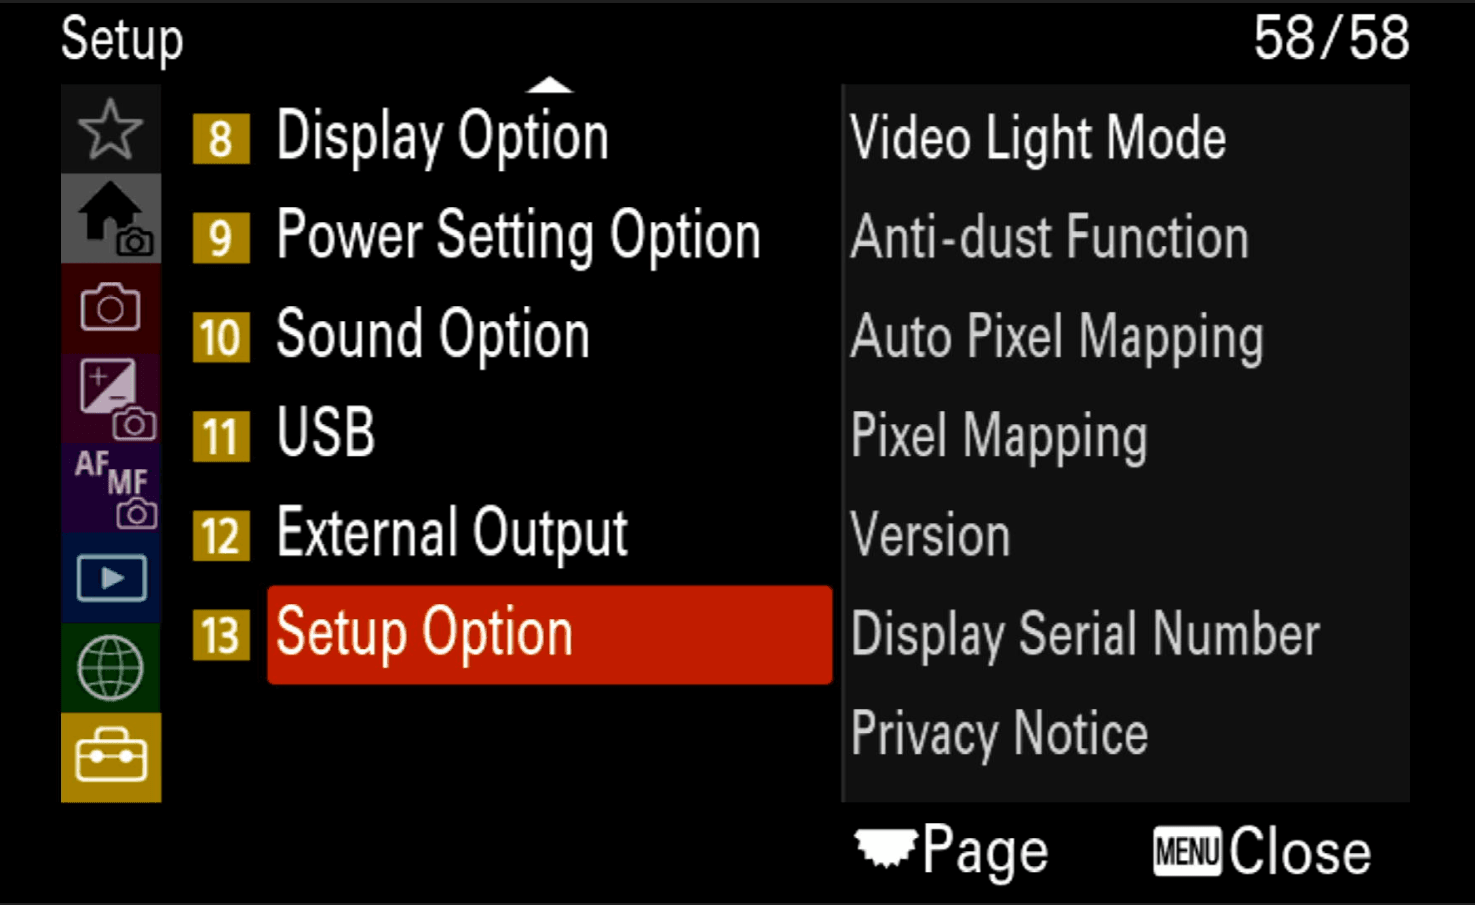 Setup
58/58
8 Display Option
9 Power Setting Option
10 Sound Option
11 USB
12 External Output
13 Setup Option
AF MF
Video Light Mode
Anti-dust Function
Auto Pixel Mapping
Pixel Mapping
Version
Display Serial Number
Privacy Notice
Page
MENU Close